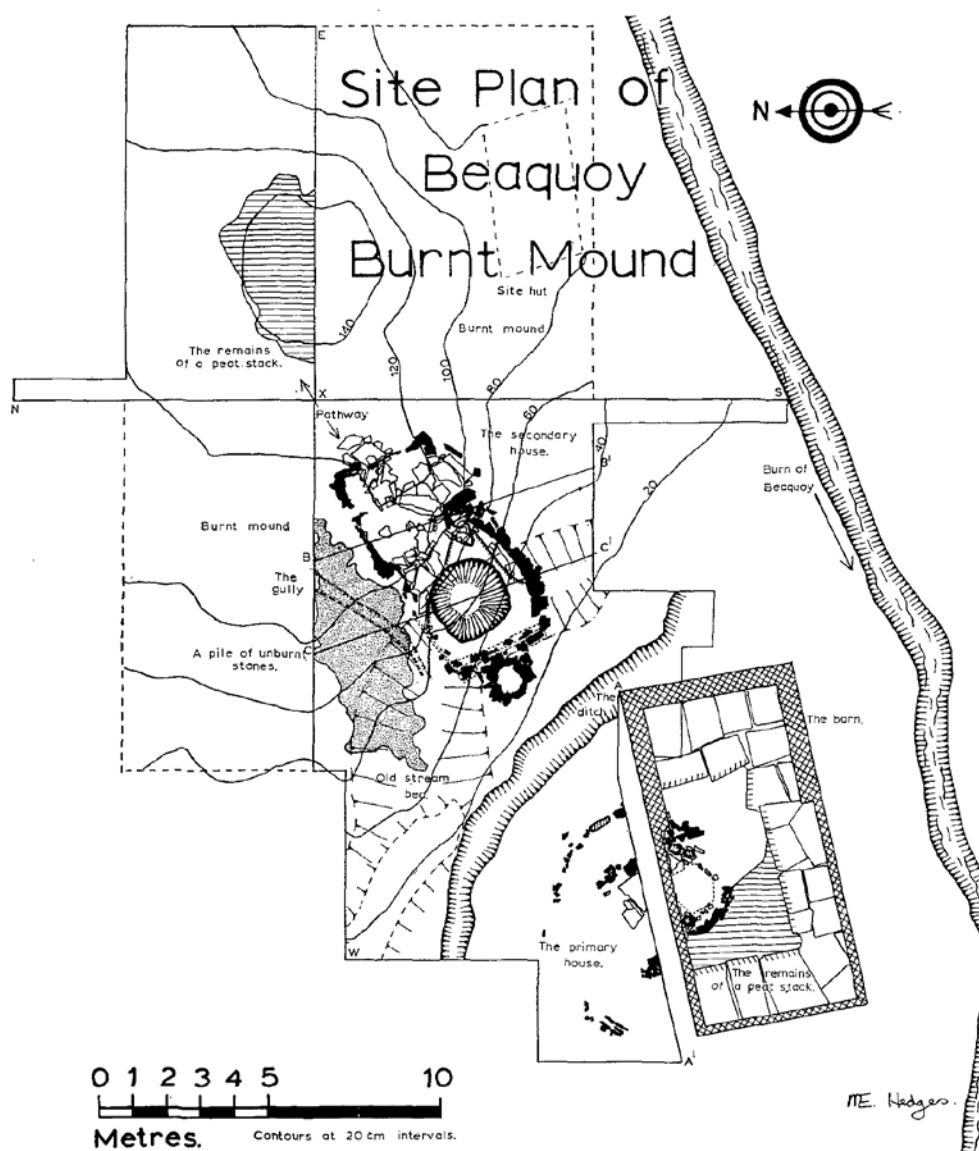 E
Site Plan of
Beaquoy
Burnt Mound
N
Site hut
Burnt mound
140
120
100
80
60
40
20
The remains
of a peat stack.
N
X
S
Pathway
The secondary
house.
B¹
Burn of
Beaquoy
Burnt mound
B
C¹
The
gully
A pile of unburnt
stones.
C
A
The
ditch
The barn.
Old stream
bed.
W
The primary
house.
The remains
of a peat stack.
A¹
0 1 2 3 4 5 10
Metres.
Contours at 20 cm intervals.
ME. Hedges.